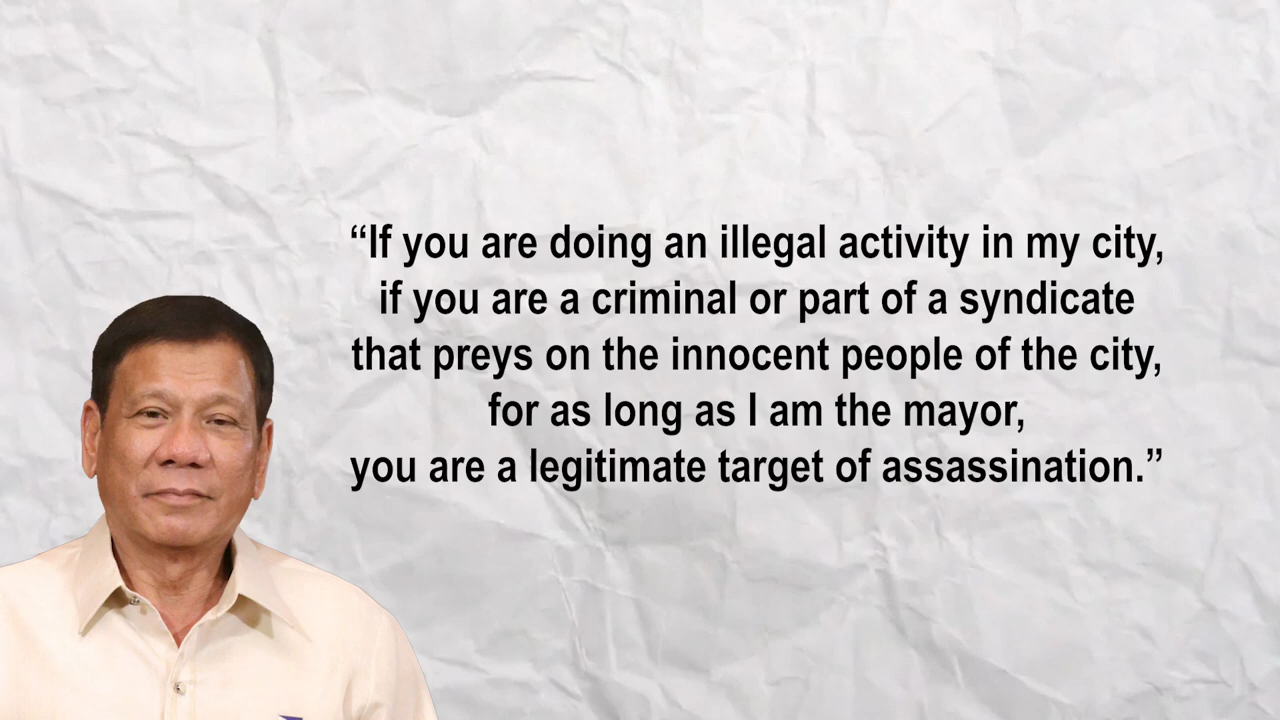 “If you are doing an illegal activity in my city,
if you are a criminal or part of a syndicate
that preys on the innocent people of the city,
for as long as I am the mayor,
you are a legitimate target of assassination.”